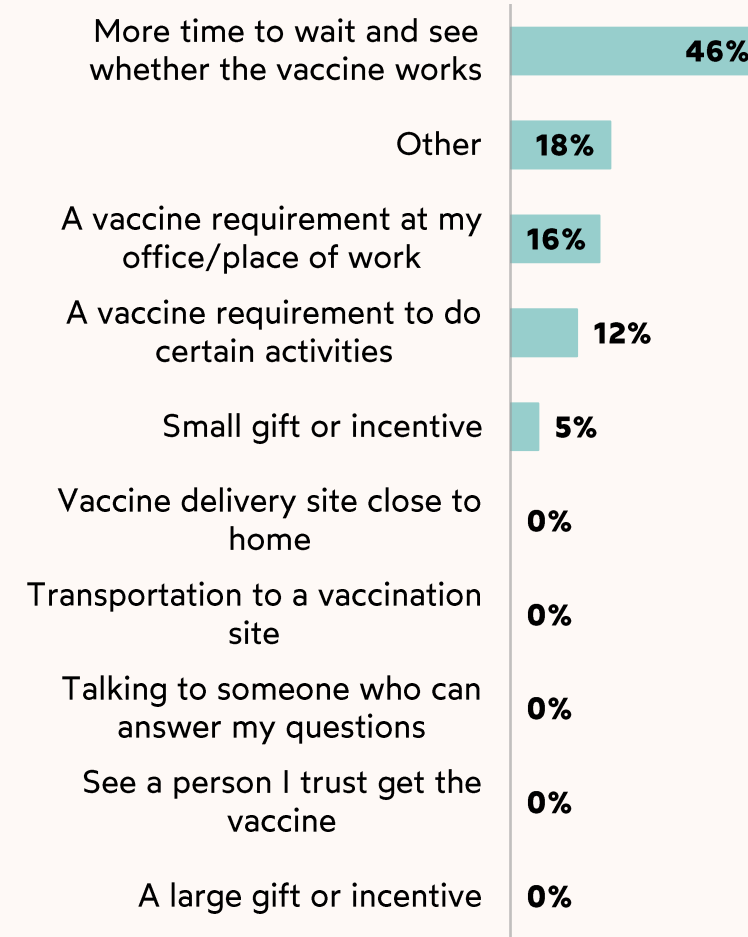 More time to wait and see
whether the vaccine works
46%
Other
18%
A vaccine requirement at my
office/place of work
16%
A vaccine requirement to do
certain activities
12%
Small gift or incentive
5%
Vaccine delivery site close to
home
0%
Transportation to a vaccination
site
0%
Talking to someone who can
answer my questions
0%
See a person I trust get the
vaccine
0%
A large gift or incentive
0%